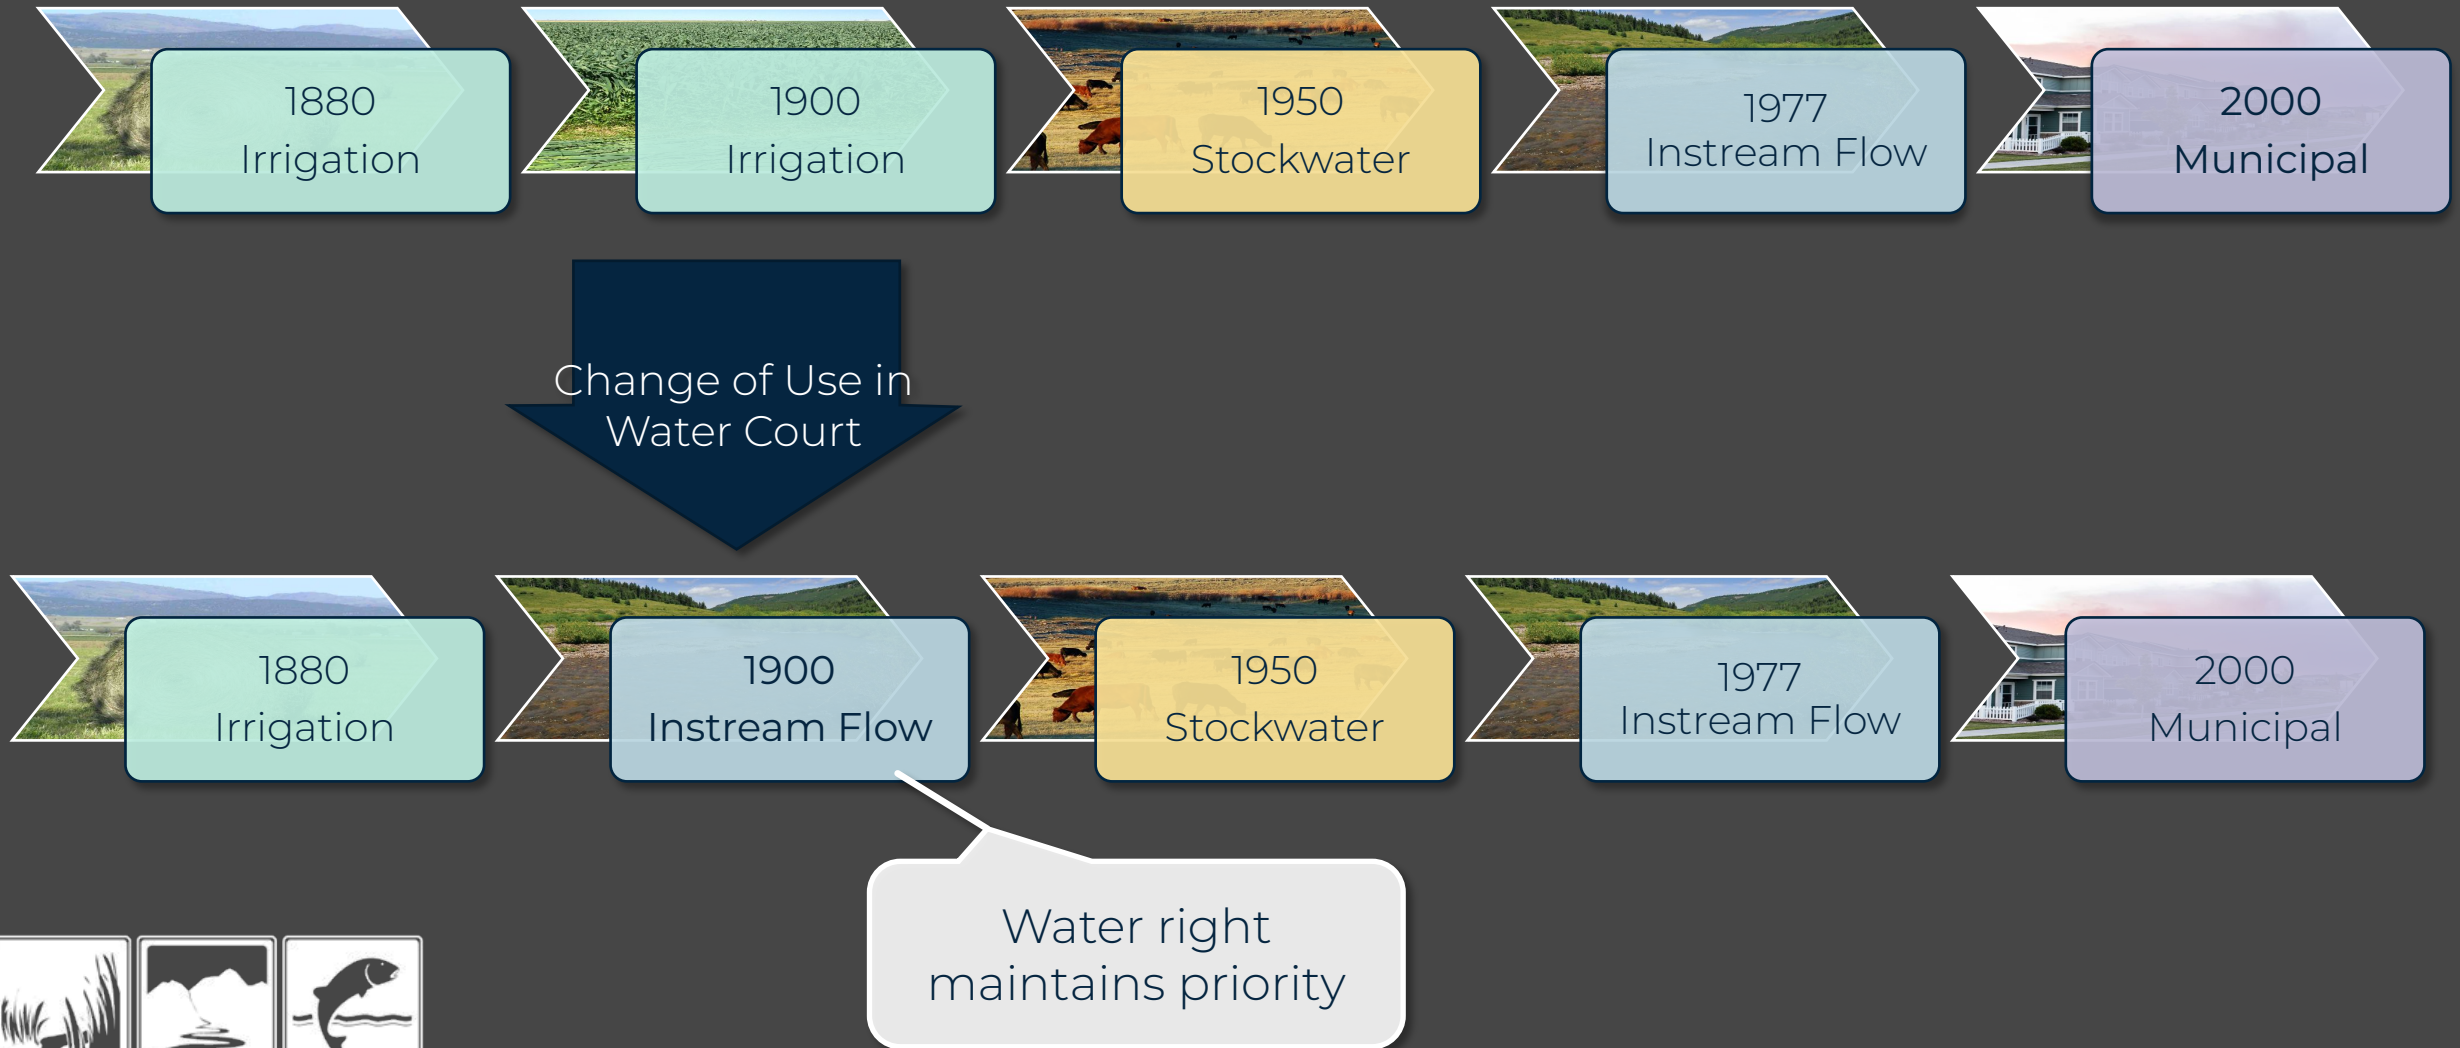 1880
Irrigation
1900
Irrigation
1950
Stockwater
1977
Instream Flow
2000
Municipal
Change of Use in
Water Court
1880
Irrigation
1900
Instream Flow
1950
Stockwater
1977
Instream Flow
2000
Municipal
Water right
maintains priority